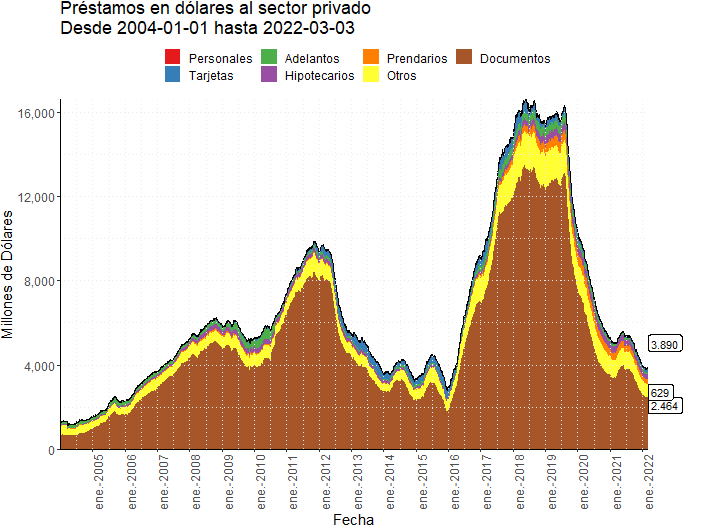 Préstamos en dólares al sector privado
Desde 2004-01-01 hasta 2022-03-03
Personales Adelantos Prendarios Documentos
Tarjetas Hipotecarios Otros
Millones de Dólares
16,000
12,000
8,000
4,000
0
3.890
629
2.464
ene.-2005
ene.-2006
ene.-2007
ene.-2008
ene.-2009
ene.-2010
ene.-2011
ene.-2012
ene.-2013
ene.-2014
ene.-2015
ene.-2016
ene.-2017
ene.-2018
ene.-2019
ene.-2020
ene.-2021
ene.-2022
Fecha